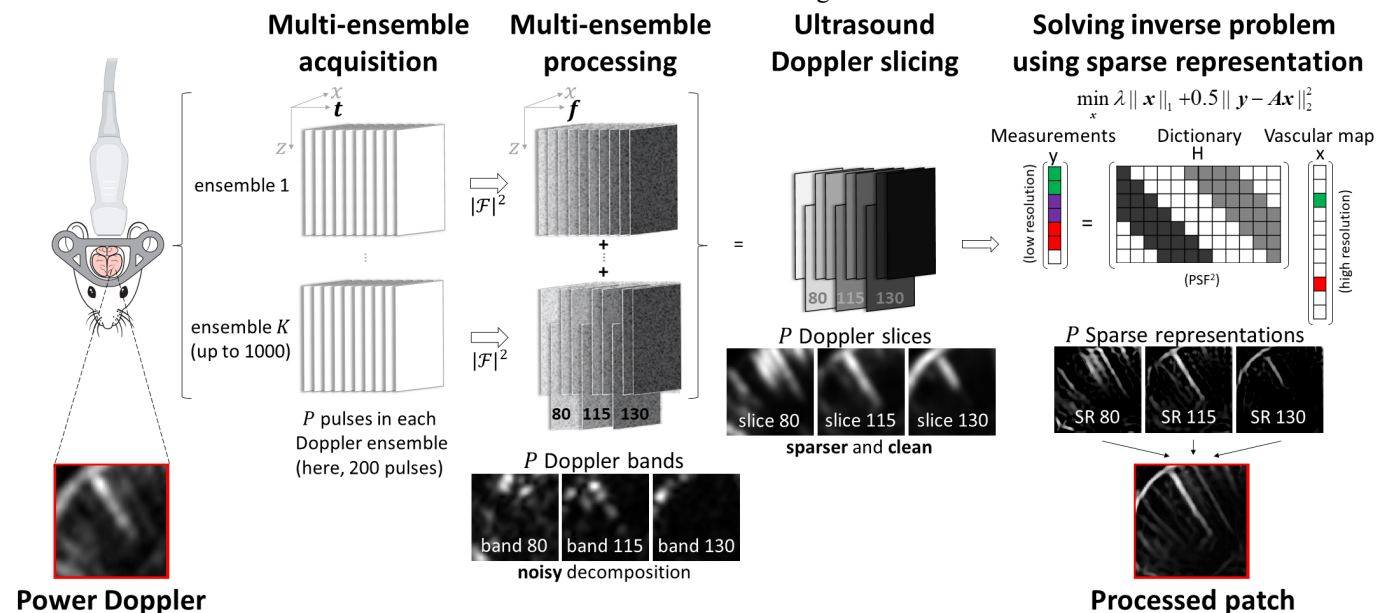 Multi-ensemble
acquisition
Multi-ensemble
processing
Ultrasound
Doppler slicing
Solving inverse problem
using sparse representation
x
t
z
ensemble 1
|ℱ|²
⋮
ensemble K
(up to 1000)
|ℱ|²
P pulses in each
Doppler ensemble
(here, 200 pulses)
x
f
z
+
⋮
+
80 115 130
P Doppler bands
band 80 band 115 band 130
noisy decomposition
=
80 115 130
P Doppler slices
slice 80 slice 115 slice 130
sparser and clean
min λ || x ||₁ +0.5 || y − Ax ||₂²
x
Measurements Dictionary Vascular map
y H x
(low resolution)
=
(PSF²)
(high resolution)
P Sparse representations
SR 80 SR 115 SR 130
Power Doppler
Processed patch